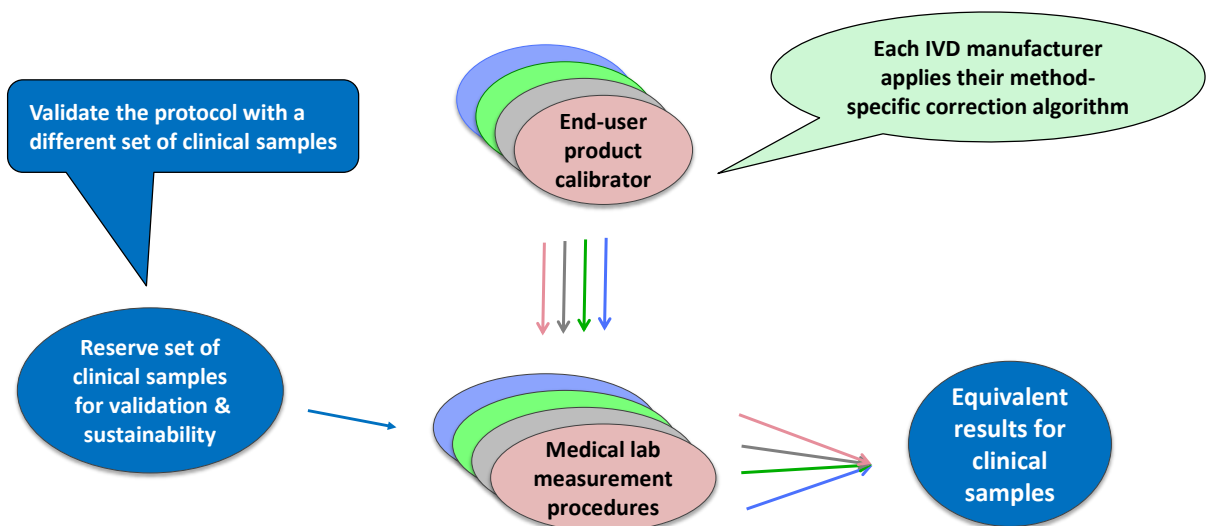 Validate the protocol with a
different set of clinical samples
End-user
product
calibrator
Each IVD manufacturer
applies their method-
specific correction algorithm
Reserve set of
clinical samples
for validation &
sustainability
Medical lab
measurement
procedures
Equivalent
results for
clinical
samples